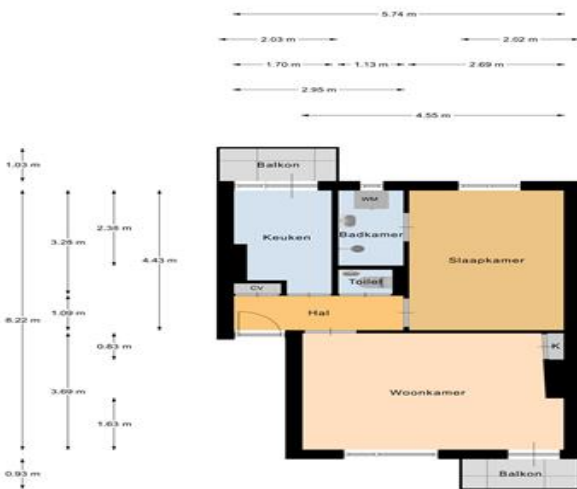 5.74 m
2.03 m
2.02 m
1.70 m
1.13 m
2.69 m
2.95 m
4.55 m
1.03 m
Balkon
WM
2.38 m
3.28 m
Keuken
Badkamer
4.43 m
Slaapkamer
Toilet
CV
8.22 m
1.09 m
Hal
0.83 m
K
3.69 m
Woonkamer
1.63 m
0.93 m
Balkon